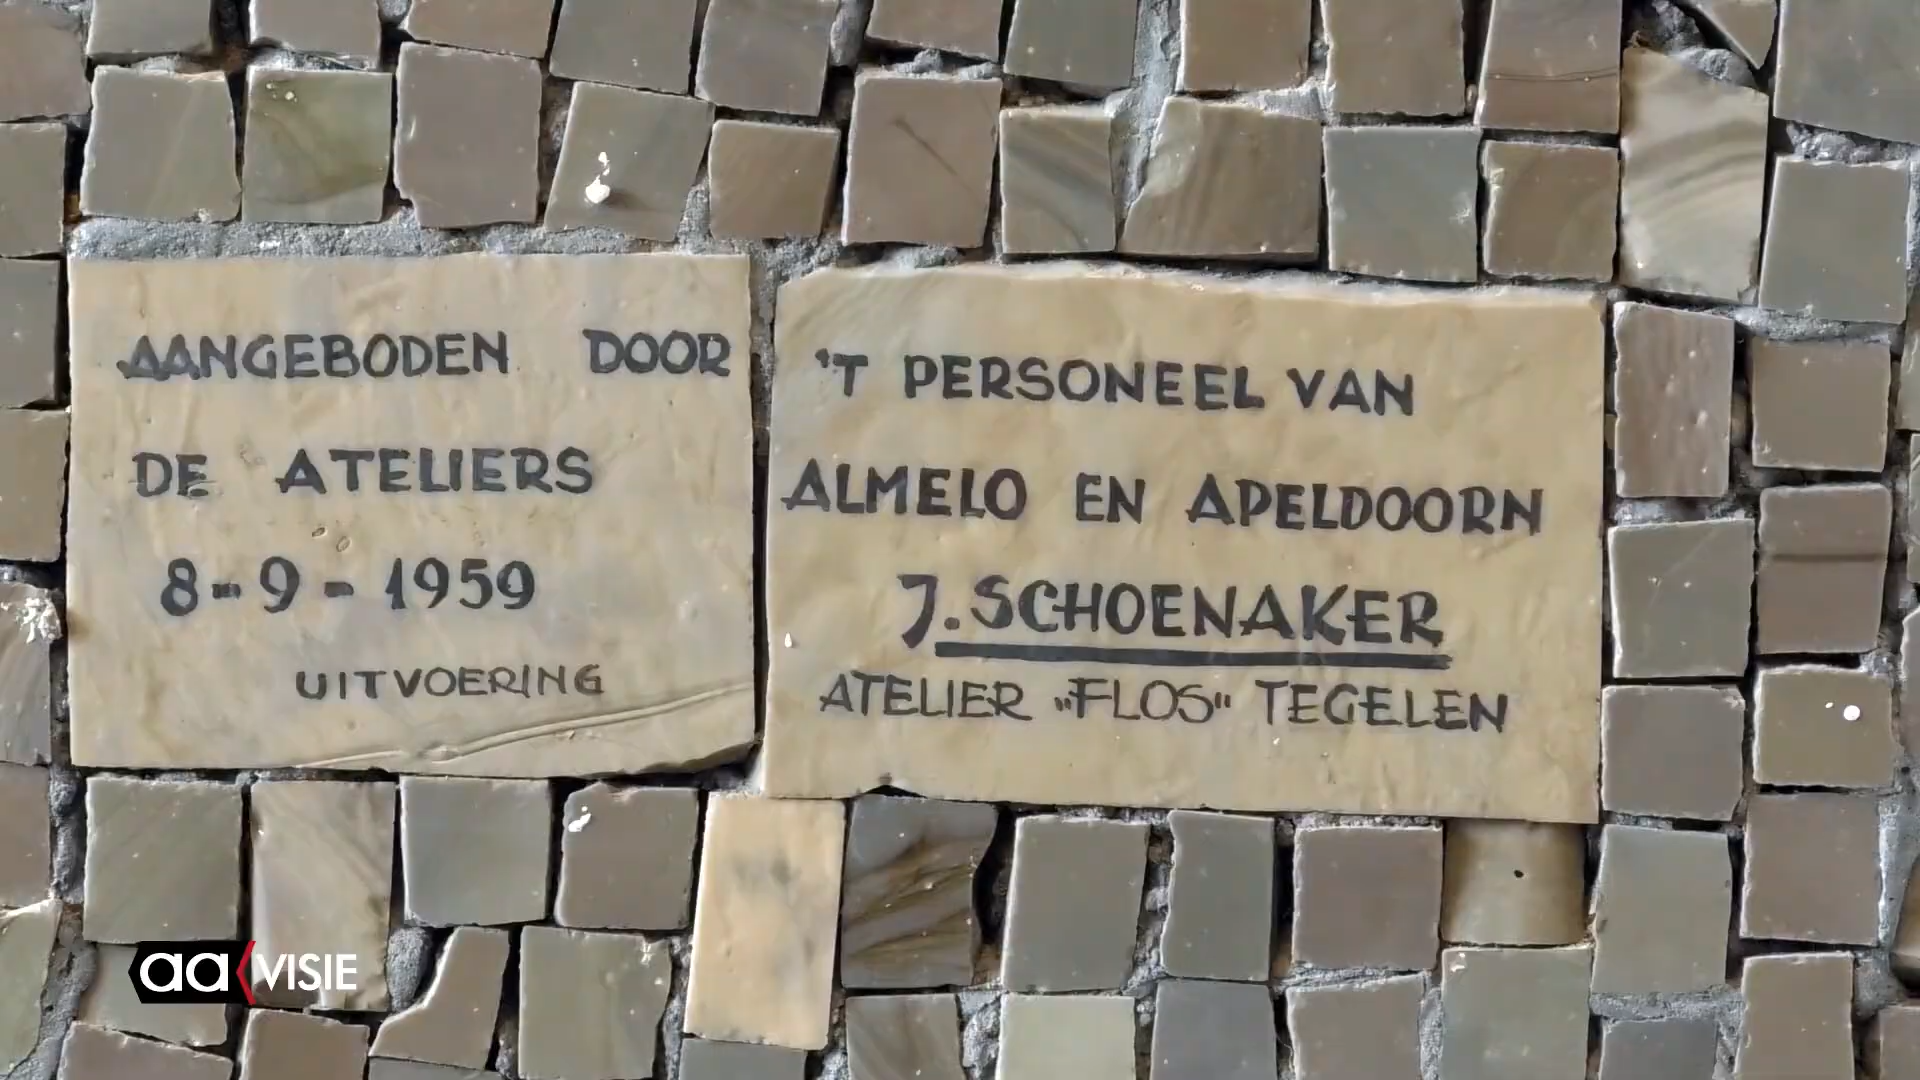 AANGEBODEN DOOR 'T PERSONEEL VAN
DE ATELIERS ALMELO EN APELDOORN
8-9-1959 J. SCHOENAKER
UITVOERING ATELIER „FLOS" TEGELEN
aa VISIE